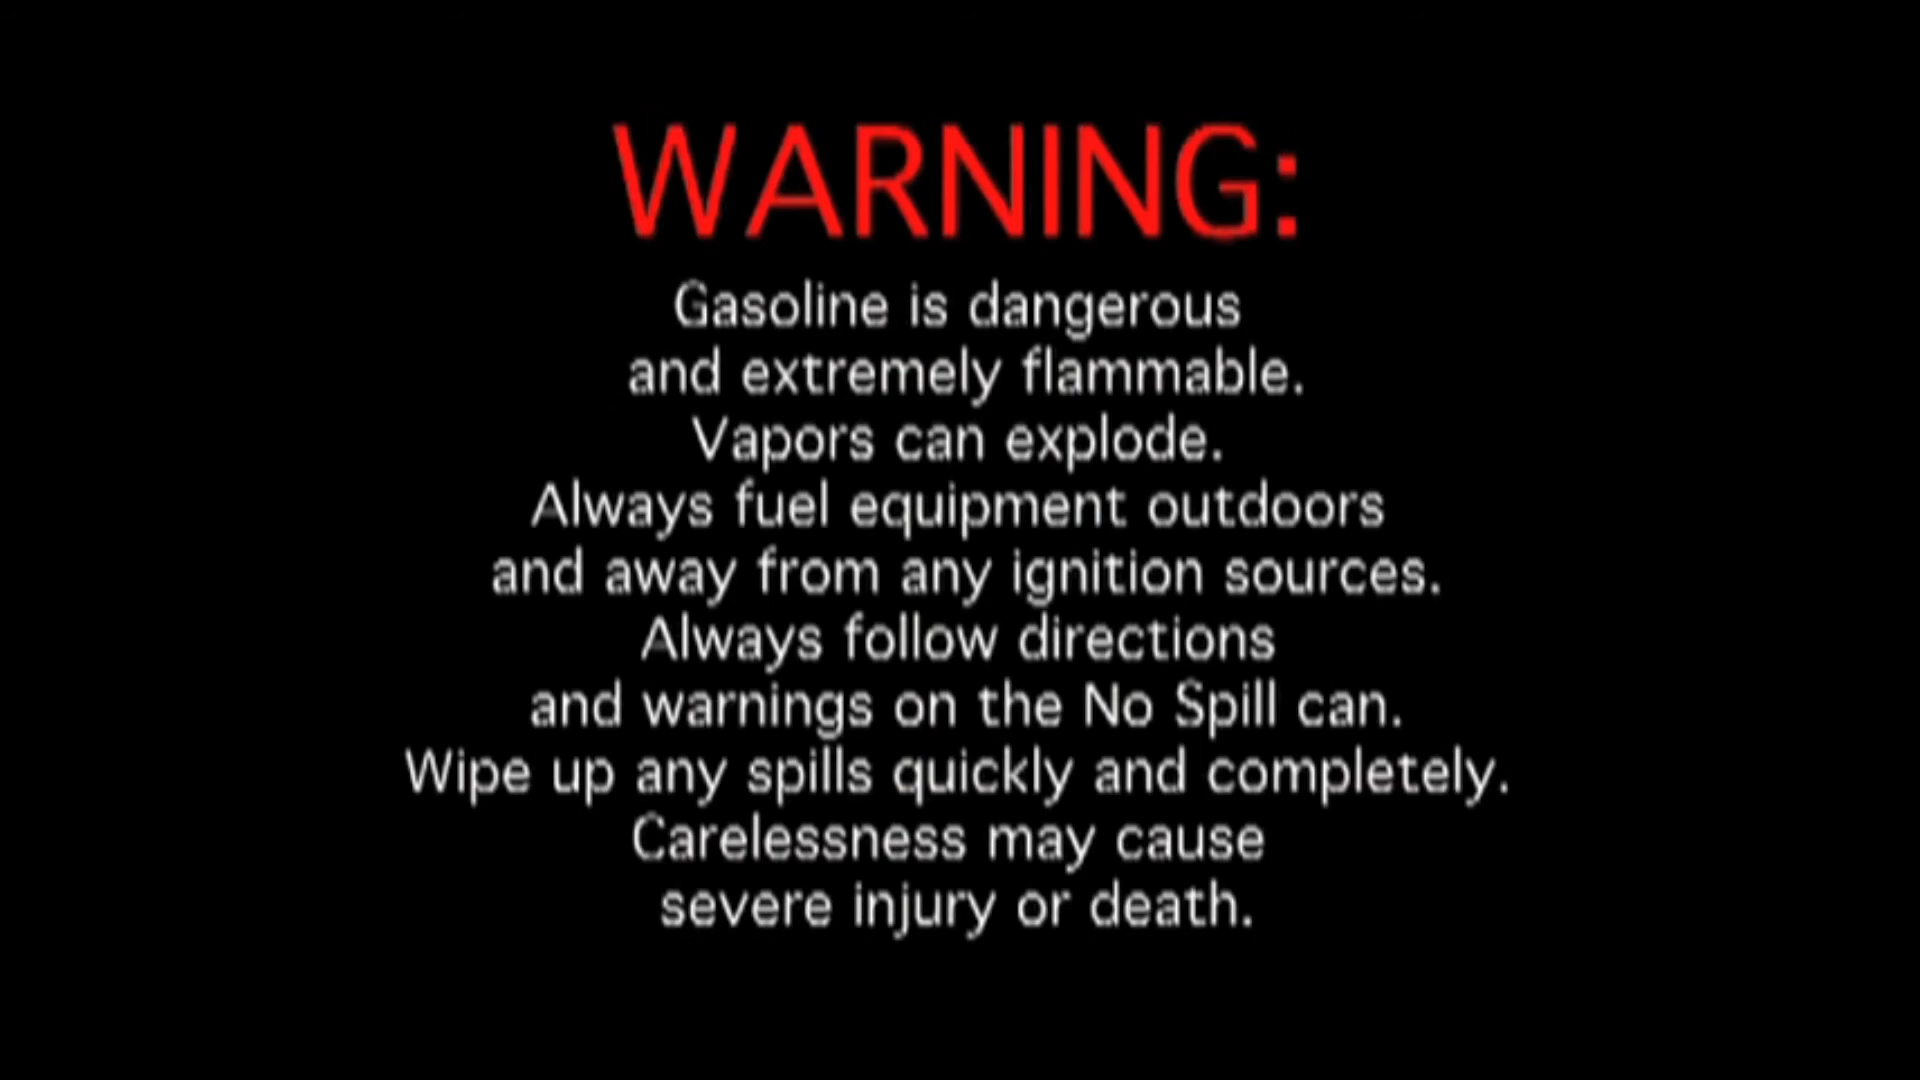 WARNING:
Gasoline is dangerous
and extremely flammable.
Vapors can explode.
Always fuel equipment outdoors
and away from any ignition sources.
Always follow directions
and warnings on the No Spill can.
Wipe up any spills quickly and completely.
Carelessness may cause
severe injury or death.